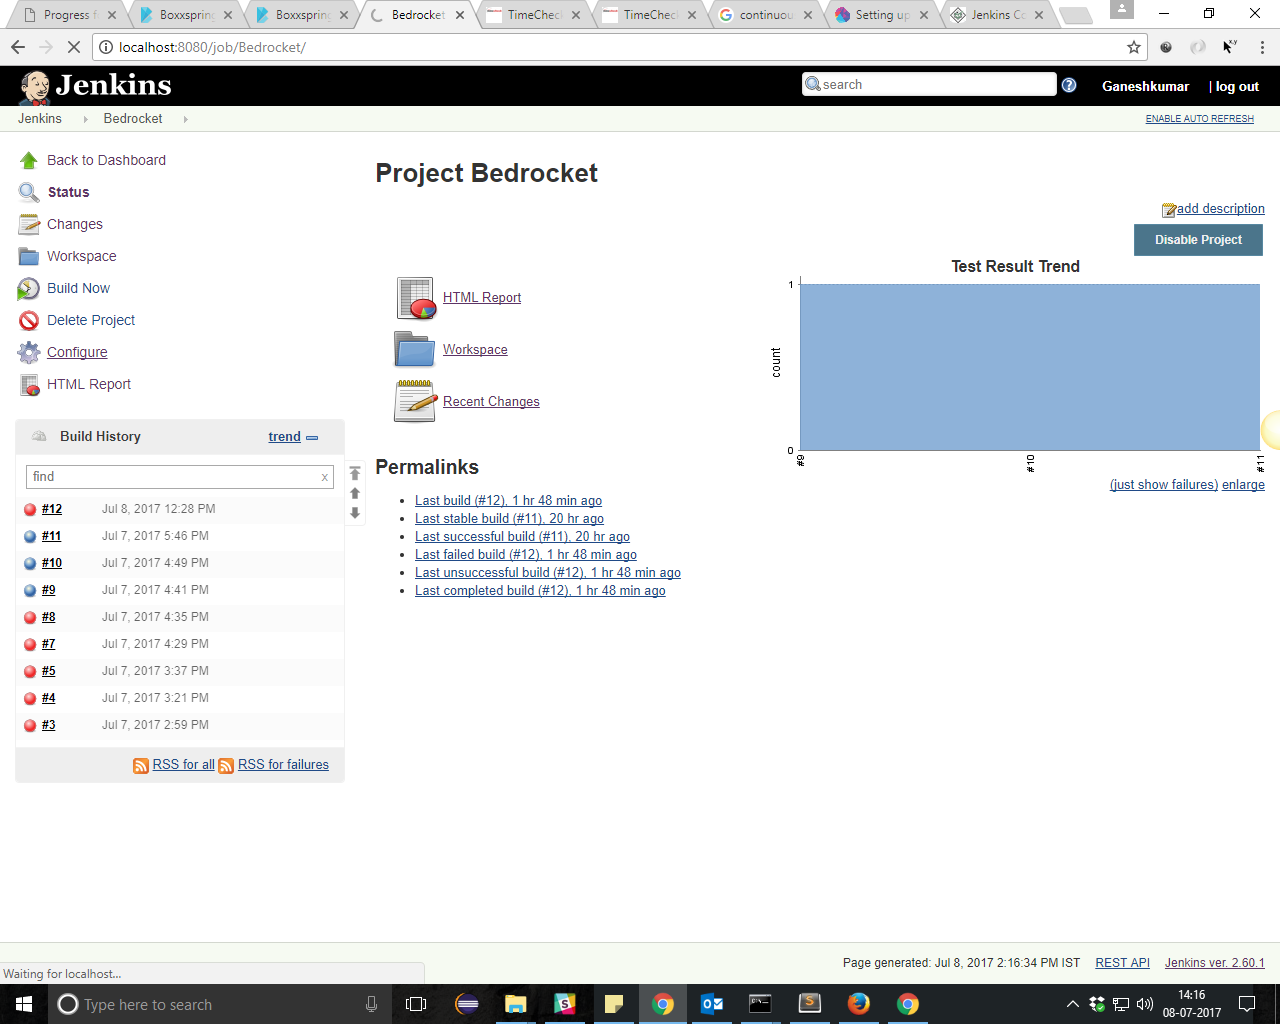 Progress f
Boxxspring
Boxxspring
Bedrocket
TimeChec
TimeChec
continuou
Setting up
Jenkins Co
localhost:8080/job/Bedrocket/
x,y
Jenkins
search
Ganeshkumar | log out
Jenkins Bedrocket
ENABLE AUTO REFRESH
Back to Dashboard
Status
Changes
Workspace
Build Now
Delete Project
Configure
HTML Report
Build History trend
find x
#12 Jul 8, 2017 12:28 PM
#11 Jul 7, 2017 5:46 PM
#10 Jul 7, 2017 4:49 PM
#9 Jul 7, 2017 4:41 PM
#8 Jul 7, 2017 4:35 PM
#7 Jul 7, 2017 4:29 PM
#5 Jul 7, 2017 3:37 PM
#4 Jul 7, 2017 3:21 PM
#3 Jul 7, 2017 2:59 PM
RSS for all RSS for failures
Project Bedrocket
add description
Disable Project
HTML Report
Workspace
Recent Changes
Test Result Trend
1
count
0
#9
#10
#11
(just show failures) enlarge
Permalinks
Last build (#12), 1 hr 48 min ago
Last stable build (#11), 20 hr ago
Last successful build (#11), 20 hr ago
Last failed build (#12), 1 hr 48 min ago
Last unsuccessful build (#12), 1 hr 48 min ago
Last completed build (#12), 1 hr 48 min ago
Page generated: Jul 8, 2017 2:16:34 PM IST REST API Jenkins ver. 2.60.1
Waiting for localhost...
Type here to search
14:16
08-07-2017